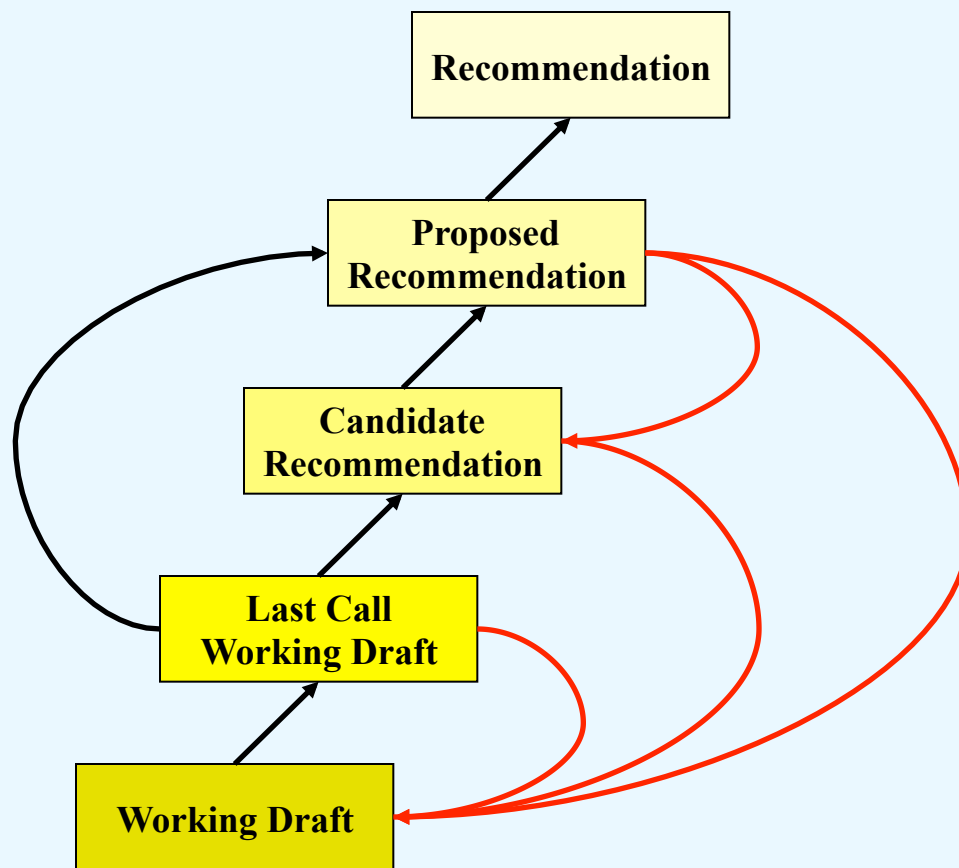 Recommendation
Proposed
Recommendation
Candidate
Recommendation
Last Call
Working Draft
Working Draft